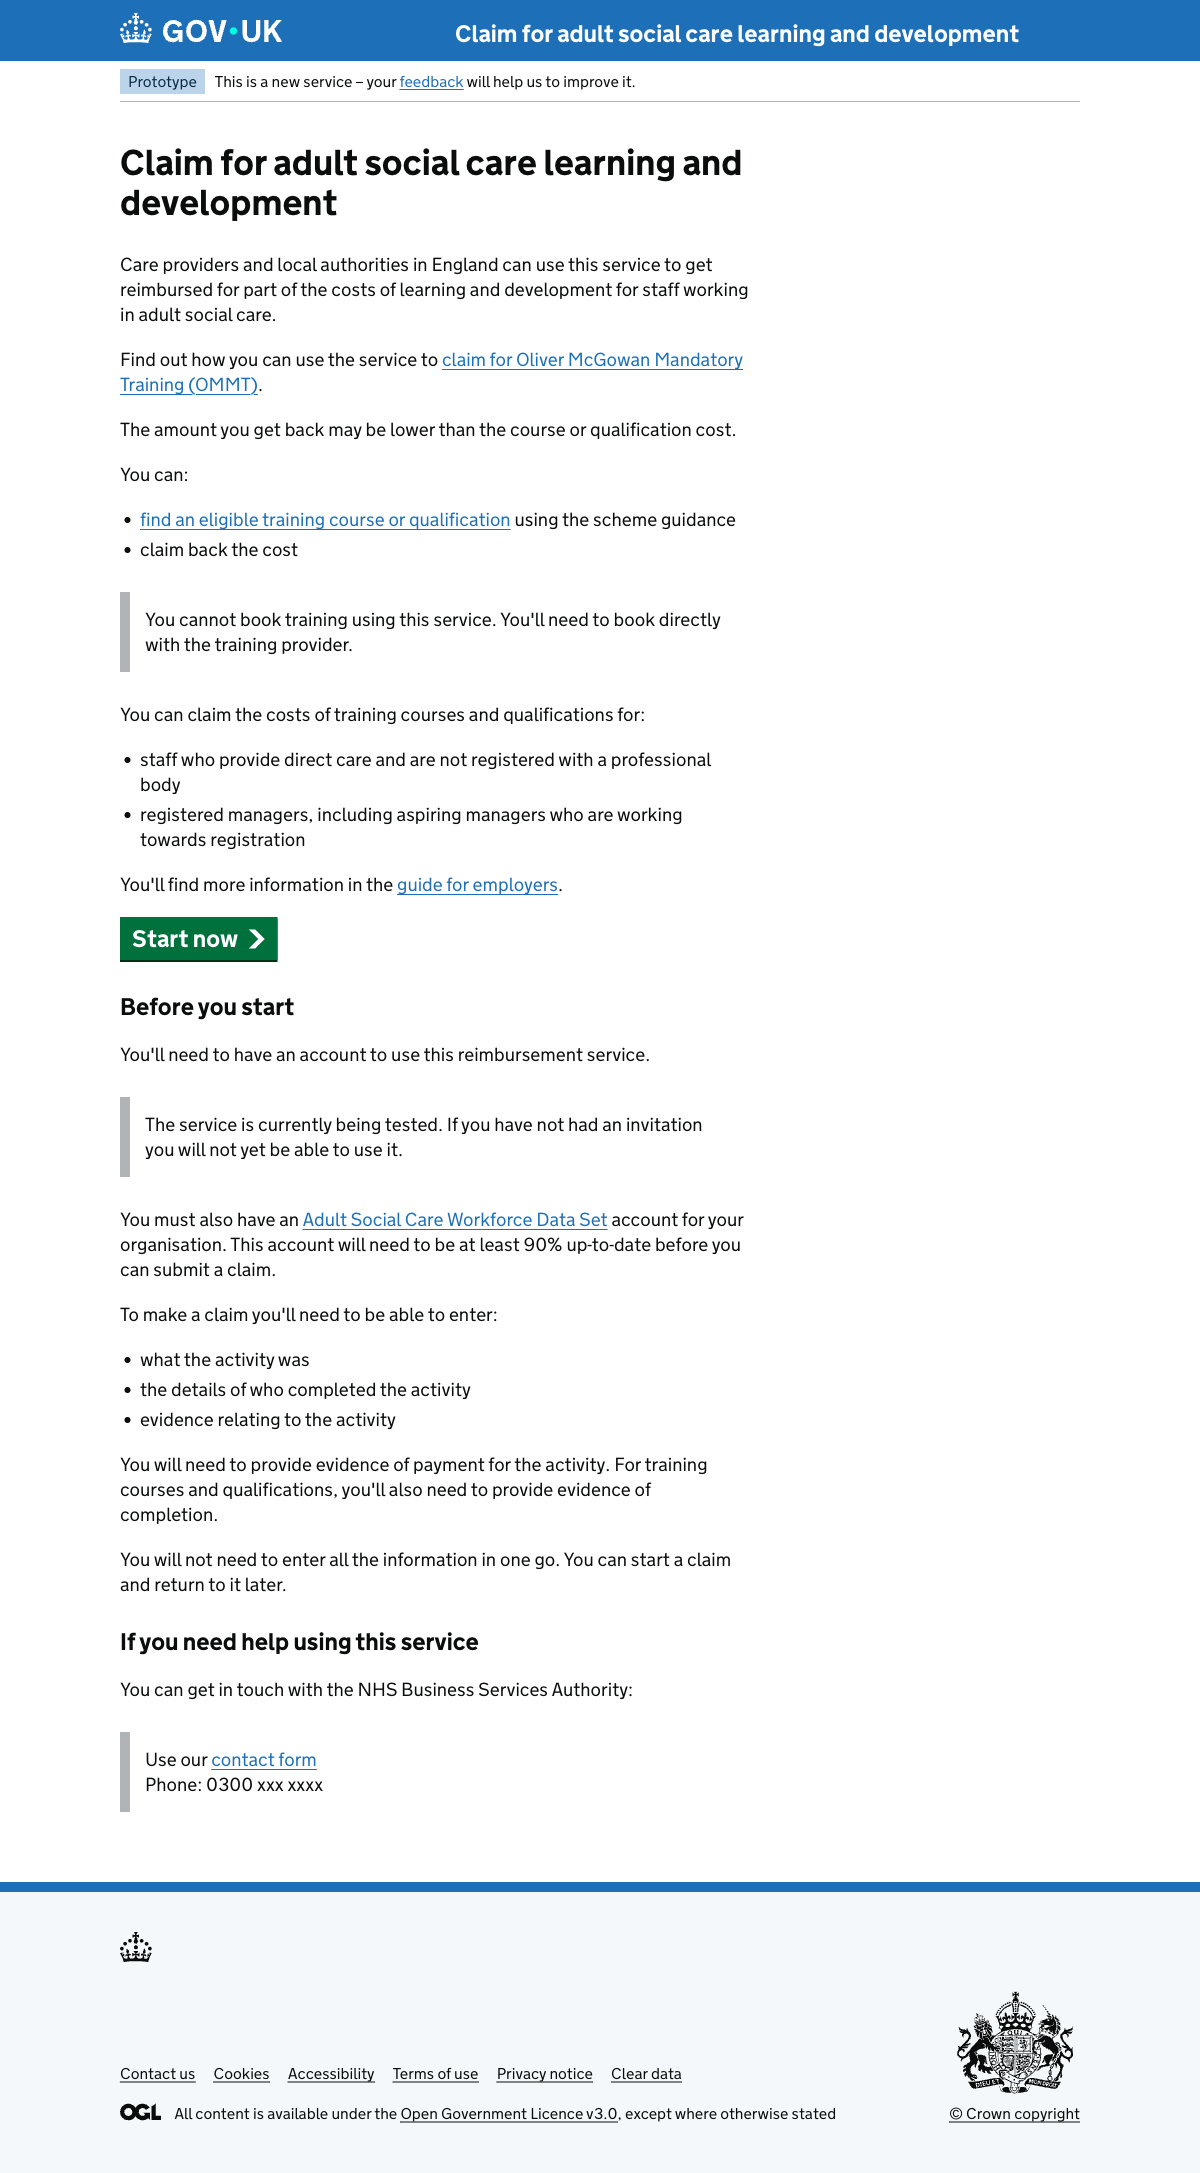 GOV•UK
Claim for adult social care learning and development
Prototype This is a new service – your feedback will help us to improve it.
Claim for adult social care learning and
development
Care providers and local authorities in England can use this service to get
reimbursed for part of the costs of learning and development for staff working
in adult social care.
Find out how you can use the service to claim for Oliver McGowan Mandatory
Training (OMMT).
The amount you get back may be lower than the course or qualification cost.
You can:
• find an eligible training course or qualification using the scheme guidance
• claim back the cost
You cannot book training using this service. You'll need to book directly
with the training provider.
You can claim the costs of training courses and qualifications for:
• staff who provide direct care and are not registered with a professional
body
• registered managers, including aspiring managers who are working
towards registration
You'll find more information in the guide for employers.
Start now
Before you start
You'll need to have an account to use this reimbursement service.
The service is currently being tested. If you have not had an invitation
you will not yet be able to use it.
You must also have an Adult Social Care Workforce Data Set account for your
organisation. This account will need to be at least 90% up-to-date before you
can submit a claim.
To make a claim you'll need to be able to enter:
• what the activity was
• the details of who completed the activity
• evidence relating to the activity
You will need to provide evidence of payment for the activity. For training
courses and qualifications, you'll also need to provide evidence of
completion.
You will not need to enter all the information in one go. You can start a claim
and return to it later.
If you need help using this service
You can get in touch with the NHS Business Services Authority:
Use our contact form
Phone: 0300 xxx xxxx
Contact us Cookies Accessibility Terms of use Privacy notice Clear data
OGL All content is available under the Open Government Licence v3.0, except where otherwise stated
© Crown copyright